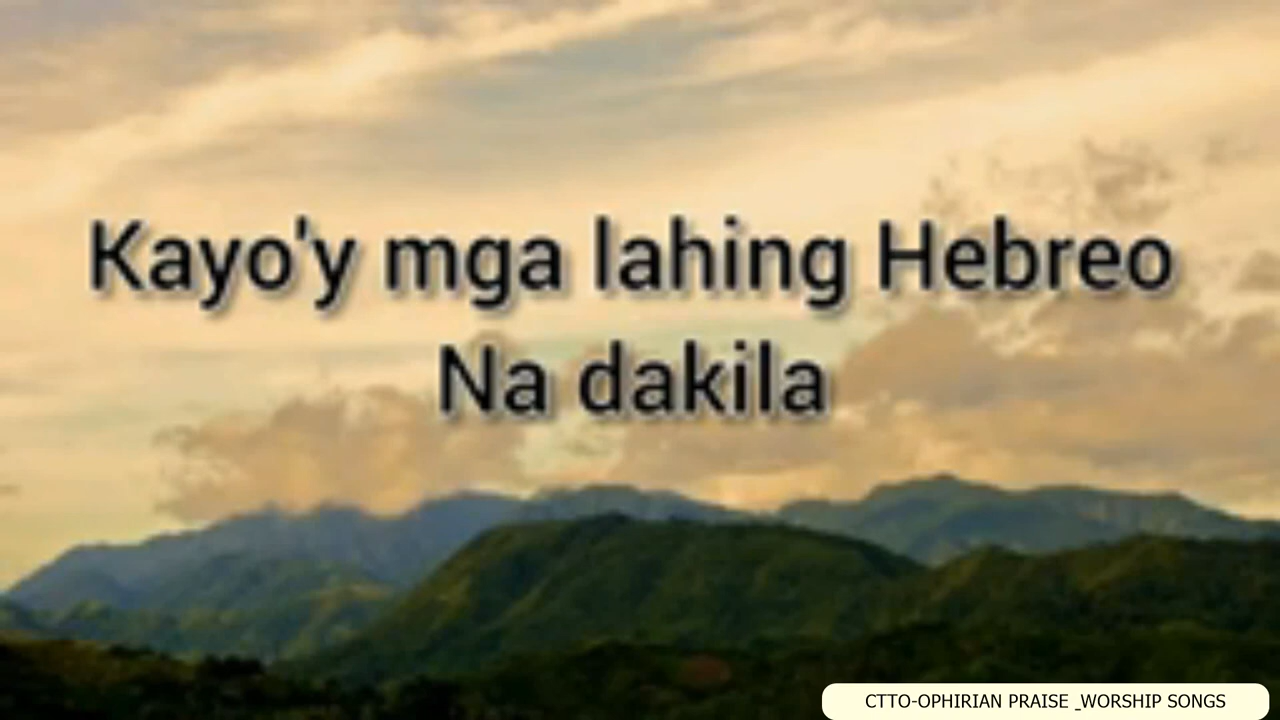 Kayo'y mga lahing Hebreo
Na dakila
CTTO-OPHIRIAN PRAISE _WORSHIP SONGS